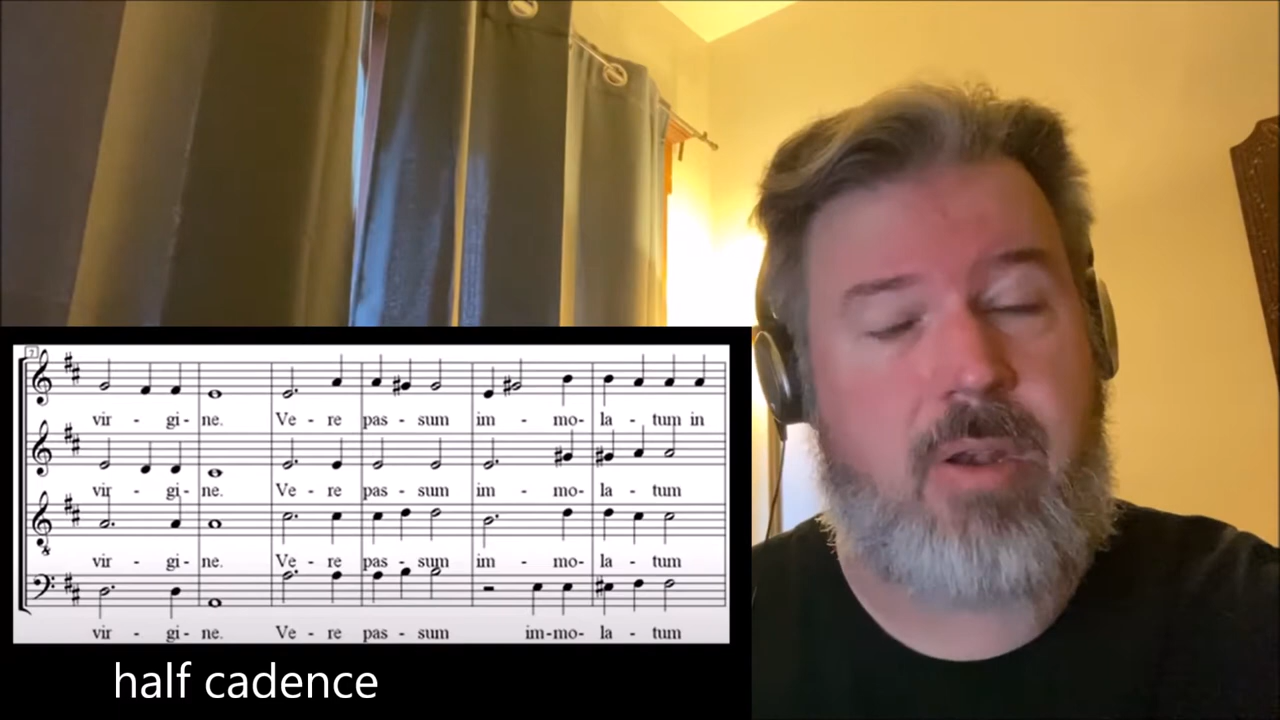 7
vir - gi - ne. Ve - re pas - sum im - mo- la - tum in
vir - gi - ne. Ve - re pas - sum im - mo- la - tum
vir - gi - ne. Ve - re pas - sum im - mo- la - tum
vir - gi - ne. Ve - re pas - sum im-mo- la - tum
half cadence